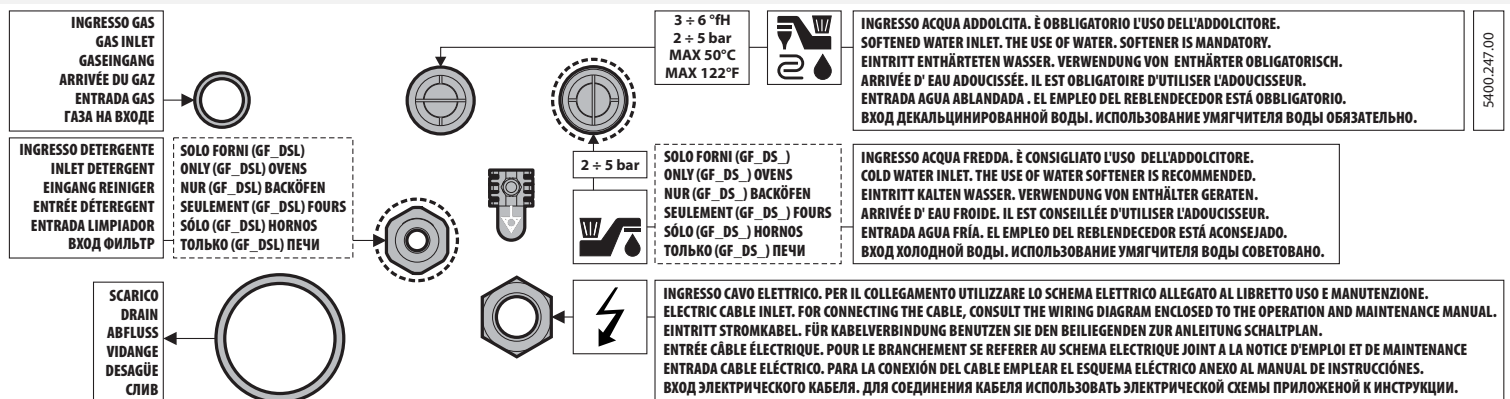 INGRESSO GAS
GAS INLET
GASEINGANG
ARRIVÉE DU GAZ
ENTRADA GAS
ГАЗА НА ВХОДЕ
3 ÷ 6 °fH
2 ÷ 5 bar
MAX 50°C
MAX 122°F
INGRESSO ACQUA ADDOLCITA. È OBBLIGATORIO L'USO DELL'ADDOLCITORE.
SOFTENED WATER INLET. THE USE OF WATER. SOFTENER IS MANDATORY.
EINTRITT ENTHÄRTETEN WASSER. VERWENDUNG VON ENTHÄRTER OBLIGATORISCH.
ARRIVÉE D' EAU ADOUCISSÉE. IL EST OBLIGATOIRE D'UTILISER L'ADOUCISSEUR.
ENTRADA AGUA ABLANDADA . EL EMPLEO DEL REBLENDECEDOR ESTÁ OBBLIGATORIO.
ВХОД ДЕКАЛЬЦИНИРОВАННОЙ ВОДЫ. ИСПОЛЬЗОВАНИЕ УМЯГЧИТЕЛЯ ВОДЫ ОБЯЗАТЕЛЬНО.
5400.247.00
INGRESSO DETERGENTE
INLET DETERGENT
EINGANG REINIGER
ENTRÉE DÉTEREGENT
ENTRADA LIMPIADOR
ВХОД ФИЛЬТР
SOLO FORNI (GF_DSL)
ONLY (GF_DSL) OVENS
NUR (GF_DSL) BACKÖFEN
SEULEMENT (GF_DSL) FOURS
SÓLO (GF_DSL) HORNOS
ТОЛЬКО (GF_DSL) ПЕЧИ
2 ÷ 5 bar
SOLO FORNI (GF_DS_)
ONLY (GF_DS_) OVENS
NUR (GF_DS_) BACKÖFEN
SEULEMENT (GF_DS_) FOURS
SÓLO (GF_DS_) HORNOS
ТОЛЬКО (GF_DS_) ПЕЧИ
INGRESSO ACQUA FREDDA. È CONSIGLIATO L'USO DELL'ADDOLCITORE.
COLD WATER INLET. THE USE OF WATER SOFTENER IS RECOMMENDED.
EINTRITT KALTEN WASSER. VERWENDUNG VON ENTHÄLTER GERATEN.
ARRIVÉE D' EAU FROIDE. IL EST CONSEILLÉE D'UTILISER L'ADOUCISSEUR.
ENTRADA AGUA FRÍA. EL EMPLEO DEL REBLENDECEDOR ESTÁ ACONSEJADO.
ВХОД ХОЛОДНОЙ ВОДЫ. ИСПОЛЬЗОВАНИЕ УМЯГЧИТЕЛЯ ВОДЫ СОВЕТОВАНО.
SCARICO
DRAIN
ABFLUSS
VIDANGE
DESAGÜE
СЛИВ
INGRESSO CAVO ELETTRICO. PER IL COLLEGAMENTO UTILIZZARE LO SCHEMA ELETTRICO ALLEGATO AL LIBRETTO USO E MANUTENZIONE.
ELECTRIC CABLE INLET. FOR CONNECTING THE CABLE, CONSULT THE WIRING DIAGRAM ENCLOSED TO THE OPERATION AND MAINTENANCE MANUAL.
EINTRITT STROMKABEL. FÜR KABELVERBINDUNG BENUTZEN SIE DEN BEILIEGENDEN ZUR ANLEITUNG SCHALTPLAN.
ENTRÉE CÂBLE ÉLECTRIQUE. POUR LE BRANCHEMENT SE REFERER AU SCHEMA ELECTRIQUE JOINT A LA NOTICE D'EMPLOI ET DE MAINTENANCE
ENTRADA CABLE ELÉCTRICO. PARA LA CONEXIÓN DEL CABLE EMPLEAR EL ESQUEMA ELÉCTRICO ANEXO AL MANUAL DE INSTRUCCIÓNES.
ВХОД ЭЛЕКТРИЧЕСКОГО КАБЕЛЯ. ДЛЯ СОЕДИНЕНИЯ КАБЕЛЯ ИСПОЛЬЗОВАТЬ ЭЛЕКТРИЧЕСКОЙ СХЕМЫ ПРИЛОЖЕНОЙ К ИНСТРУКЦИИ.